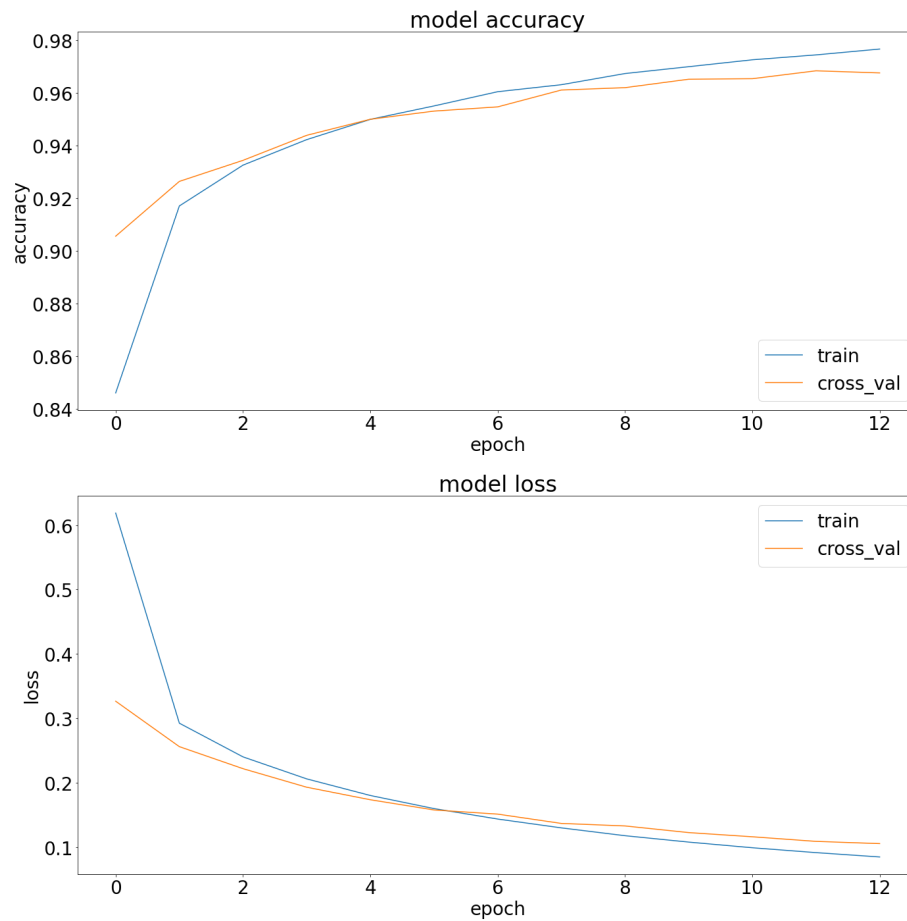 model accuracy
0.98
0.96
0.94
0.92
0.90
0.88
0.86
0.84
accuracy
train
cross_val
0 2 4 6 8 10 12
epoch
model loss
0.6
0.5
0.4
0.3
0.2
0.1
loss
train
cross_val
0 2 4 6 8 10 12
epoch